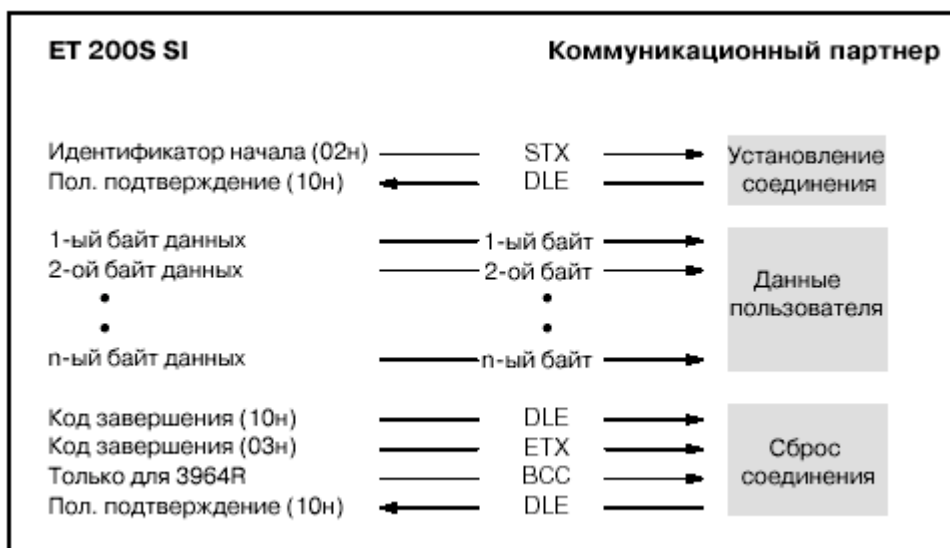 ET 200S SI Коммуникационный партнер
Идентификатор начала (02н) STX Установление
Пол. подтверждение (10н) DLE соединения
1-ый байт данных 1-ый байт
2-ой байт данных 2-ой байт Данные
пользователя
n-ый байт данных n-ый байт
Код завершения (10н) DLE
Код завершения (03н) ETX Сброс
Только для 3964R BCC соединения
Пол. подтверждение (10н) DLE